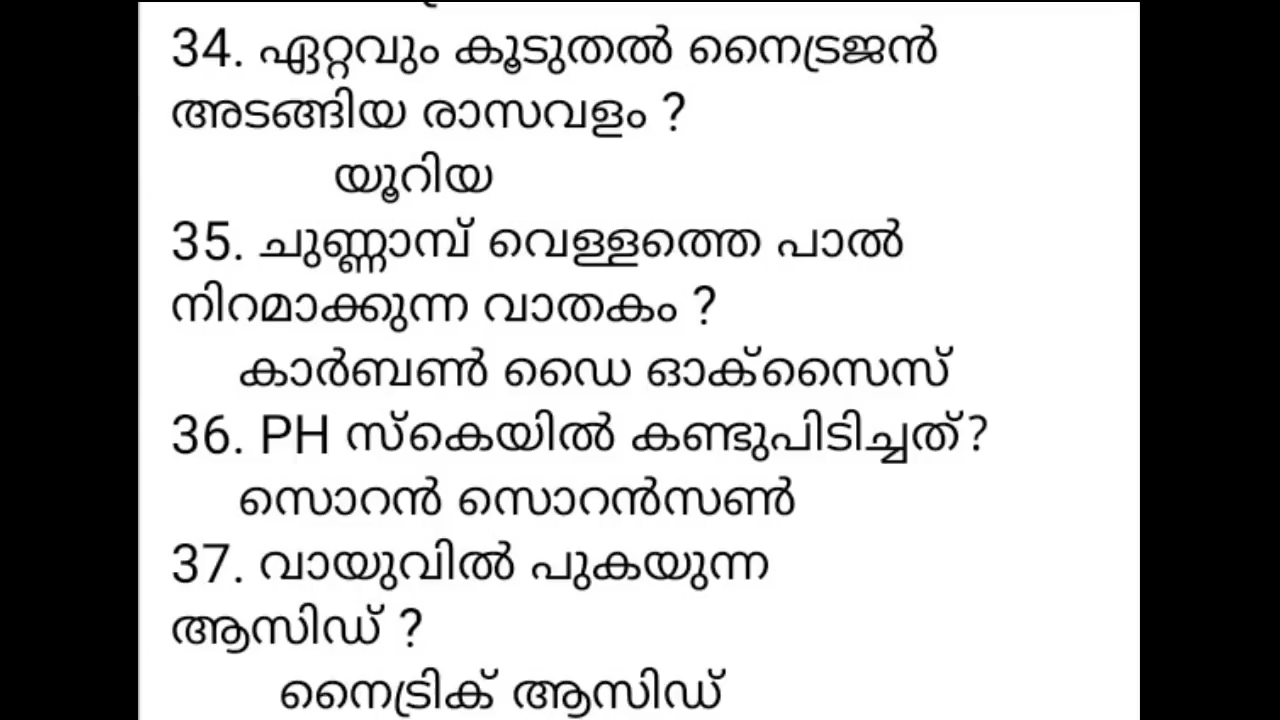 34. ഏറ്റവും കൂടുതൽ നൈട്രജൻ
അടങ്ങിയ രാസവളം ?
യൂറിയ
35. ചുണ്ണാമ്പ് വെള്ളത്തെ പാൽ
നിറമാക്കുന്ന വാതകം ?
കാർബൺ ഡൈ ഓക്സൈസ്
36. PH സ്കെയിൽ കണ്ടുപിടിച്ചത്?
സൊറൻ സൊറൻസൺ
37. വായുവിൽ പുകയുന്ന
ആസിഡ് ?
നൈട്രിക് ആസിഡ്